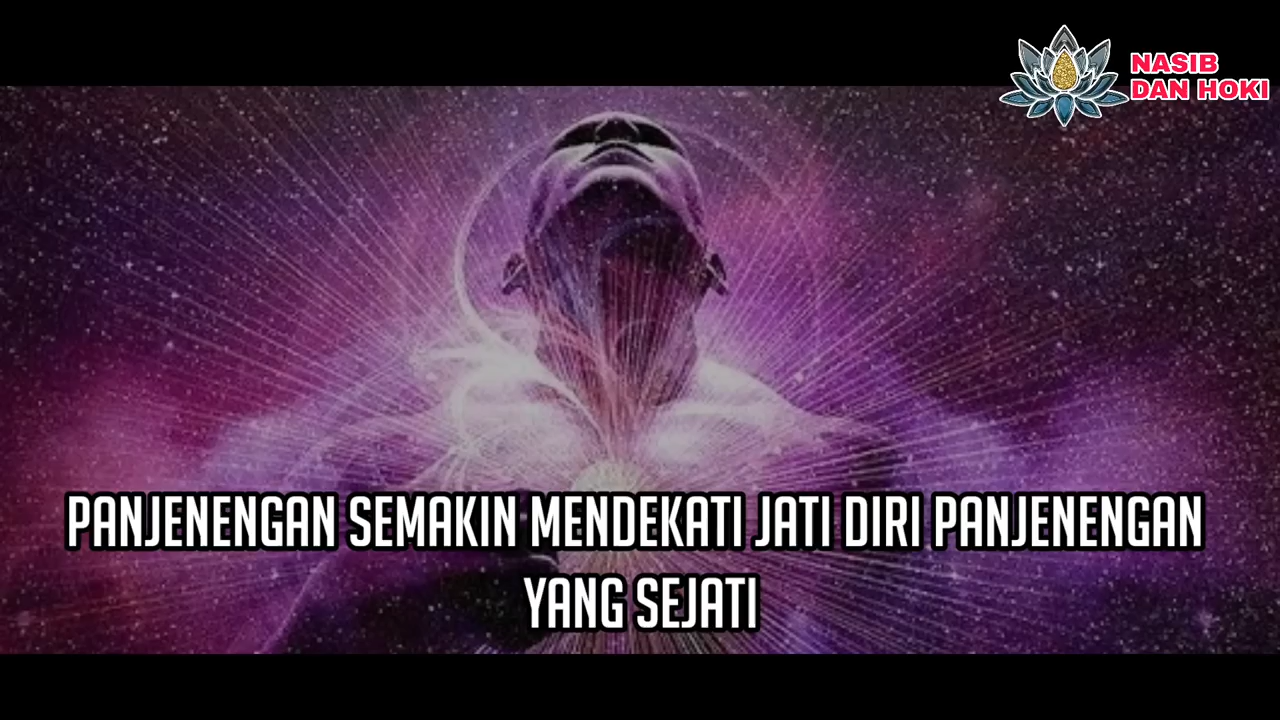 NASIB
DAN HOKI
PANJENENGAN SEMAKIN MENDEKATI JATI DIRI PANJENENGAN
YANG SEJATI